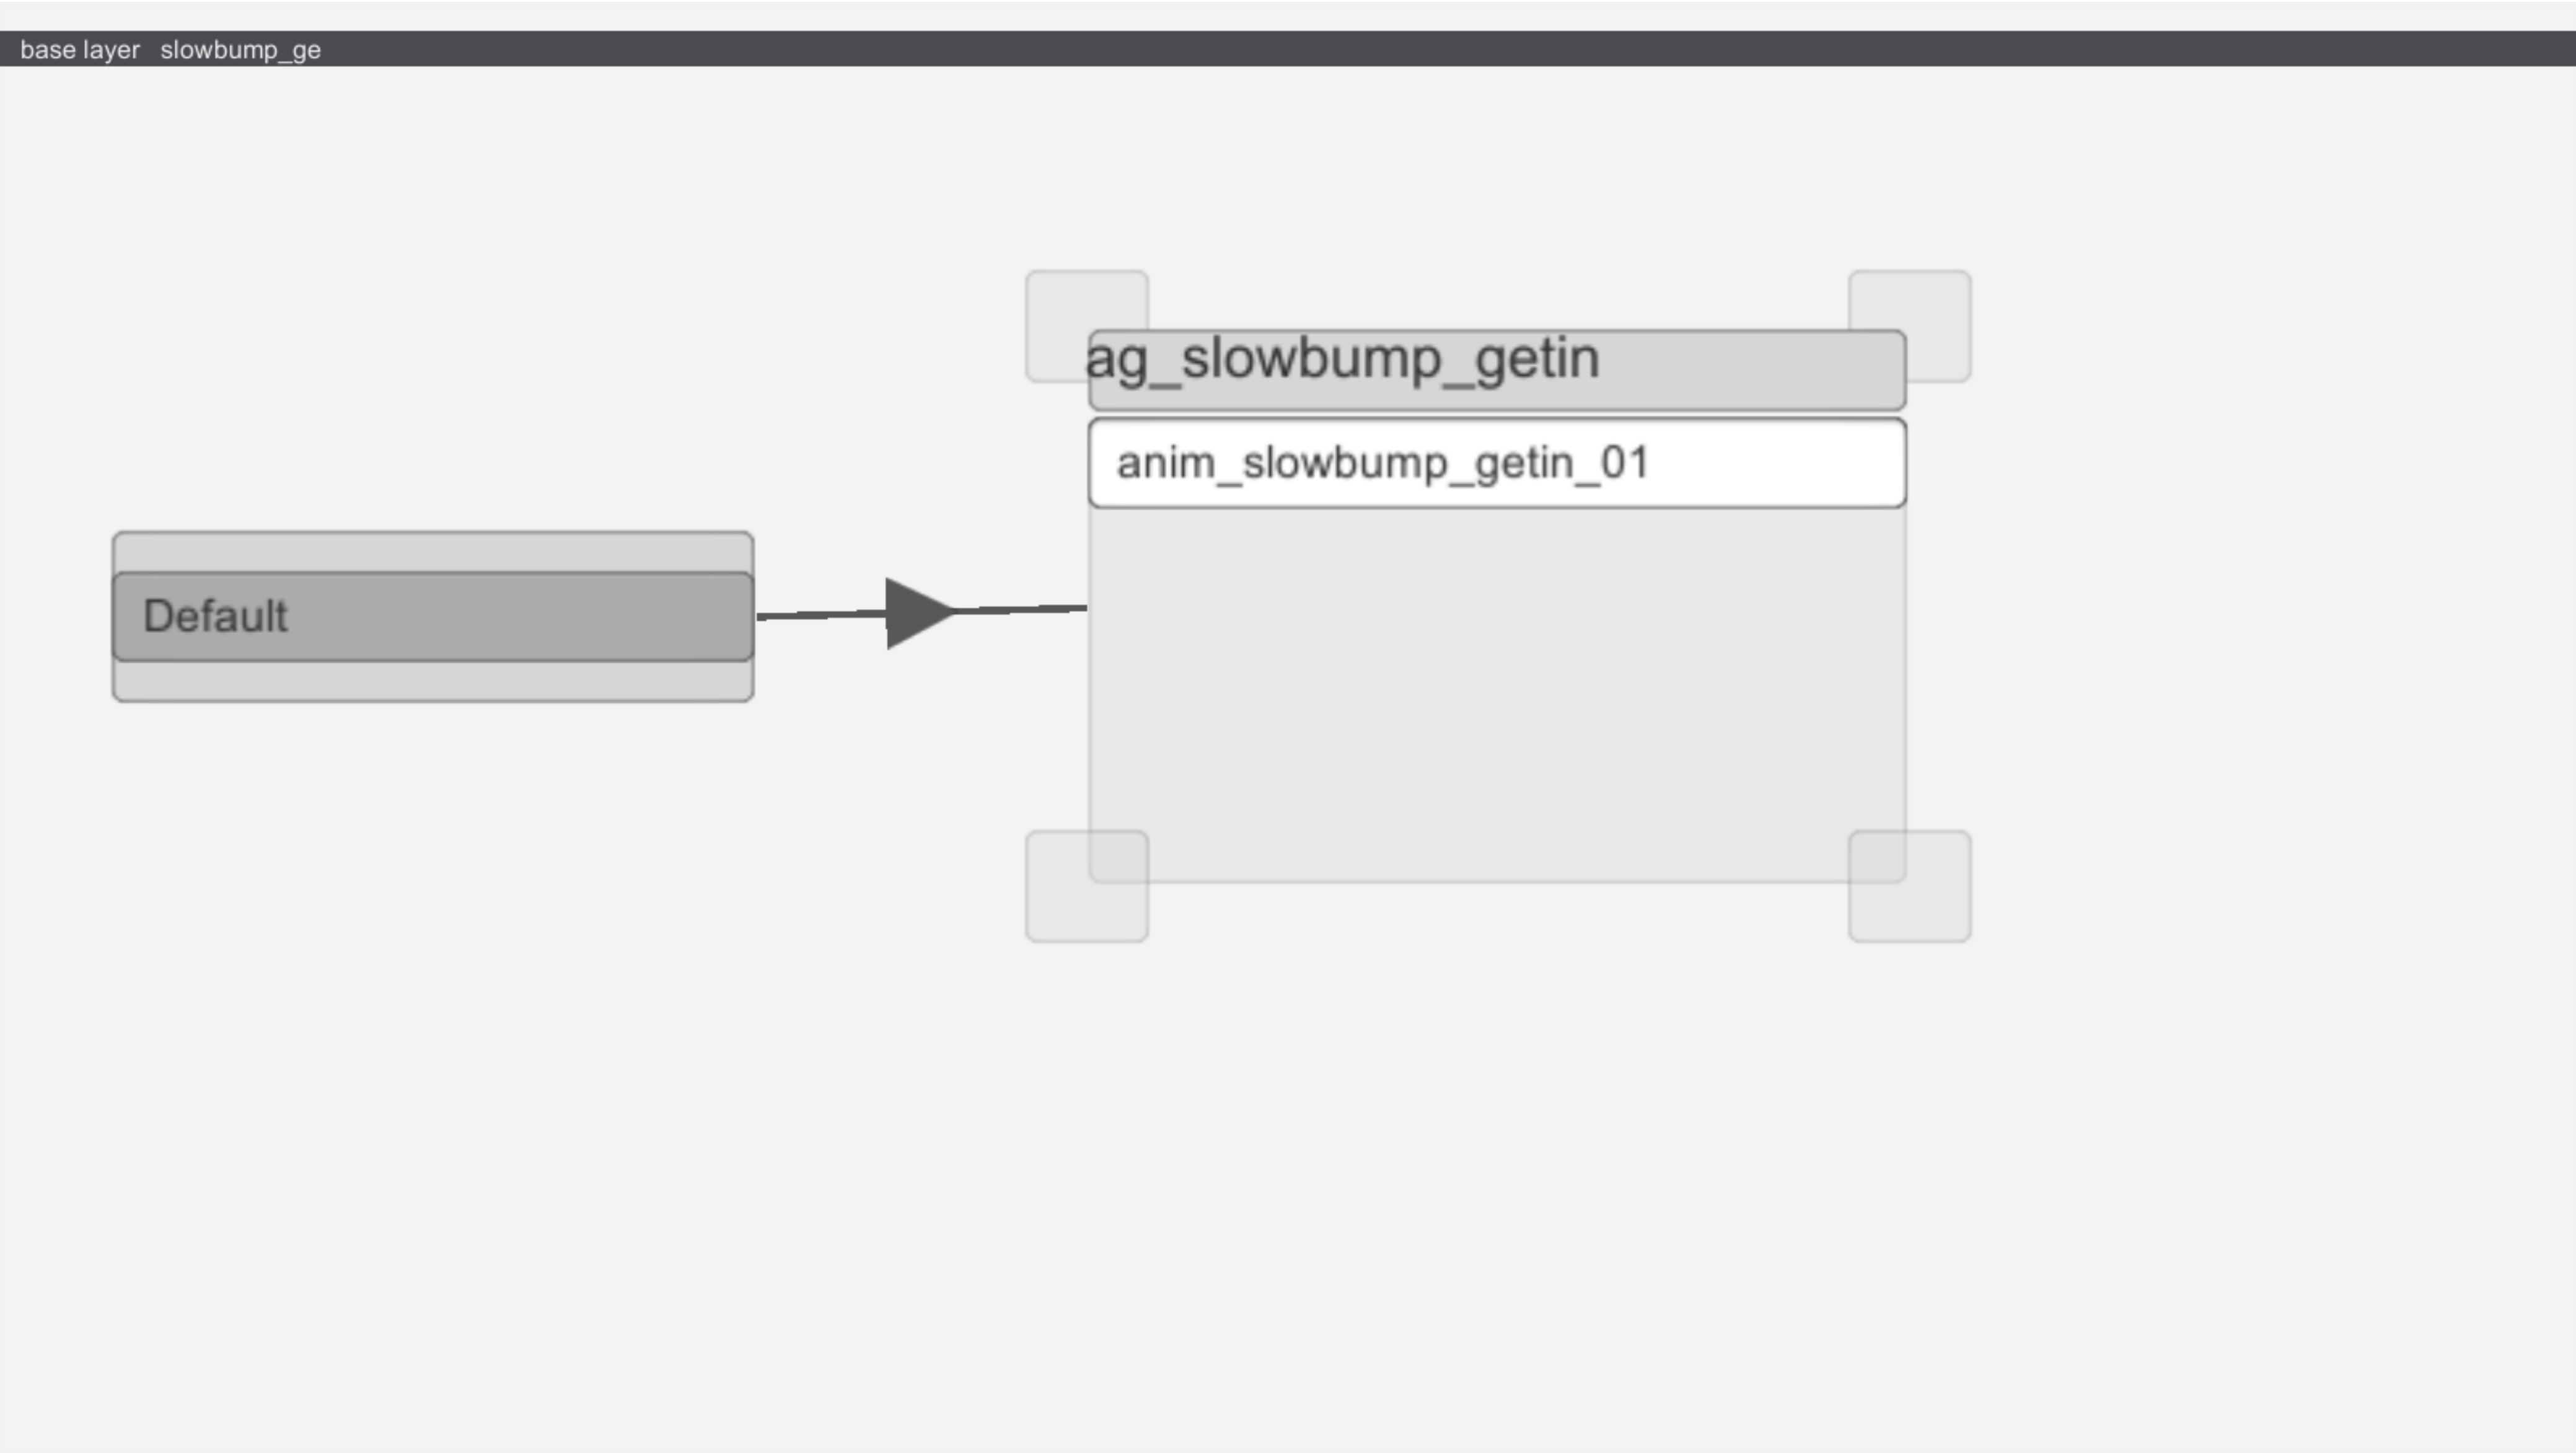 base layer slowbump_ge
ag_slowbump_getin
anim_slowbump_getin_01
Default